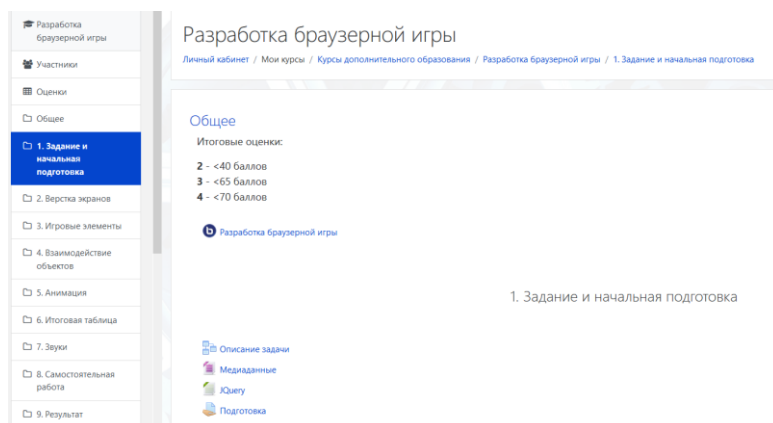 Разработка
браузерной игры
Участники
Оценки
Общее
1. Задание и
начальная
подготовка
2. Верстка экранов
3. Игровые элементы
4. Взаимодействие
объектов
5. Анимация
6. Итоговая таблица
7. Звуки
8. Самостоятельная
работа
9. Результат
Разработка браузерной игры
Личный кабинет / Мои курсы / Курсы дополнительного образования / Разработка браузерной игры / 1. Задание и начальная подготовка
Общее
Итоговые оценки:
2 - <40 баллов
3 - <65 баллов
4 - <70 баллов
b Разработка браузерной игры
1. Задание и начальная подготовка
Описание задачи
Медиаданные
JQuery
Подготовка